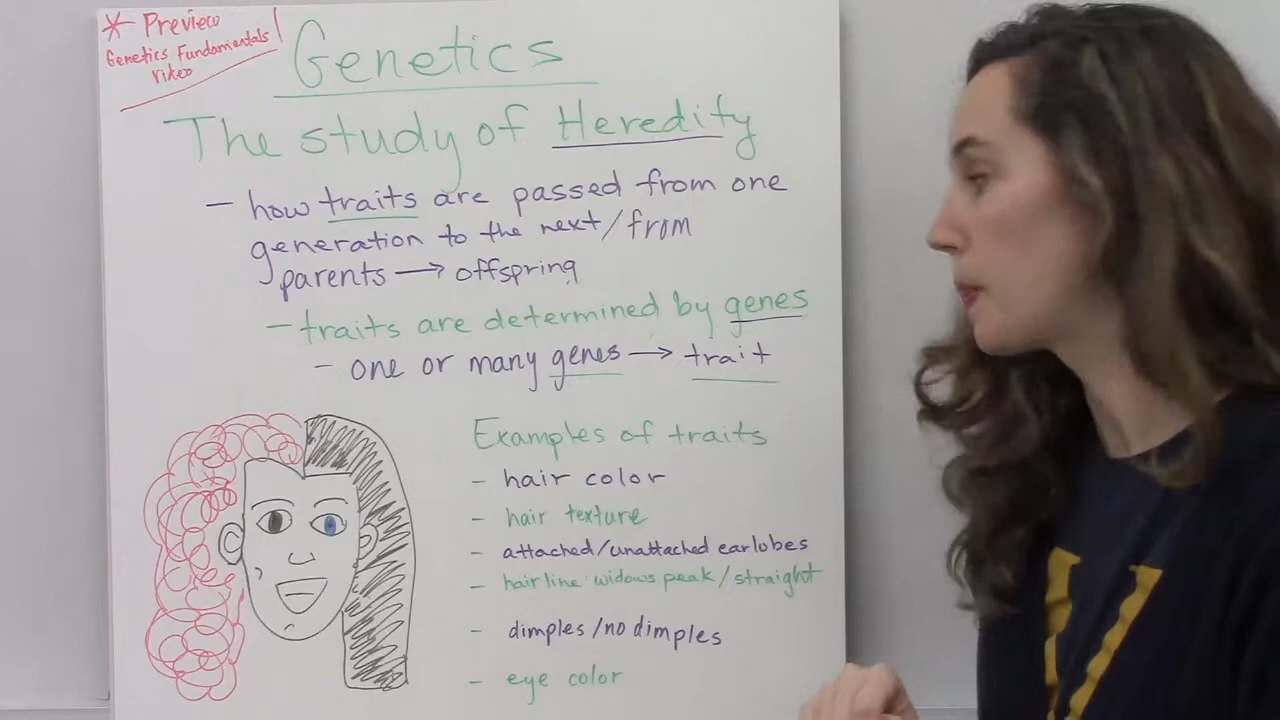 * Preview
Genetics Fundamentals
Video
Genetics
The study of Heredity
- how traits are passed from one
generation to the next/from
parents → offspring
- traits are determined by genes
- one or many genes → trait
Examples of traits
- hair color
- hair texture
- attached/unattached earlobes
- hairline: widows peak/straight
- dimples/no dimples
- eye color